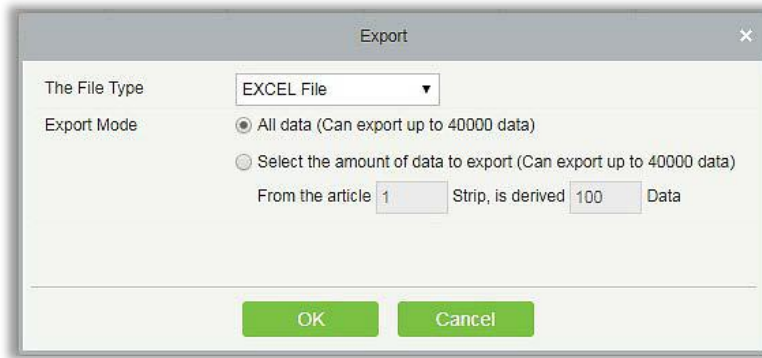 Export
The File Type EXCEL File
Export Mode All data (Can export up to 40000 data)
Select the amount of data to export (Can export up to 40000 data)
From the article 1 Strip, is derived 100 Data
OK Cancel